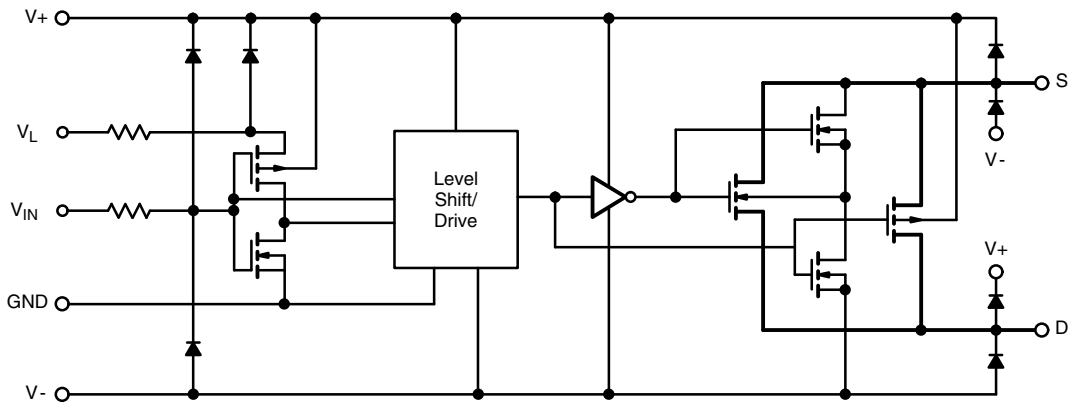 V+
S
V-
VL
Level
Shift/
Drive
VIN
V+
GND
D
V-